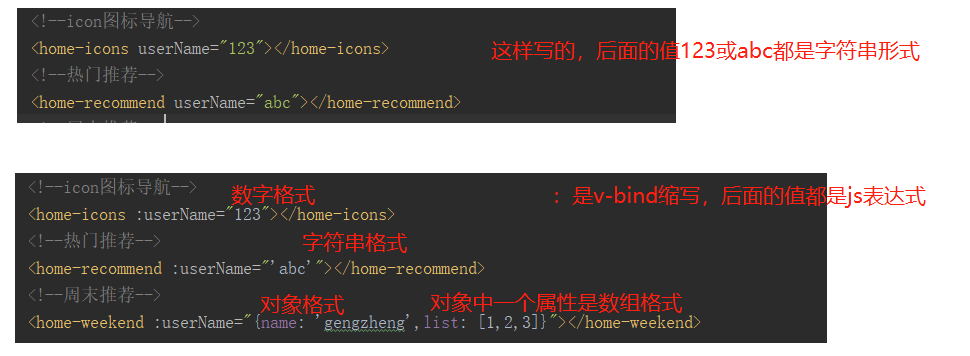 <!--icon图标导航-->
<home-icons userName="123"></home-icons> 这样写的，后面的值123或abc都是字符串形式
<!--热门推荐-->
<home-recommend userName="abc"></home-recommend>
<!--icon图标导航-->
数字格式 ：是v-bind缩写，后面的值都是js表达式
<home-icons :userName="123"></home-icons>
<!--热门推荐--> 字符串格式
<home-recommend :userName="'abc'"></home-recommend>
<!--周末推荐-->
对象格式 对象中一个属性是数组格式
<home-weekend :userName="{name: 'gengzheng',list: [1,2,3]}"></home-weekend>